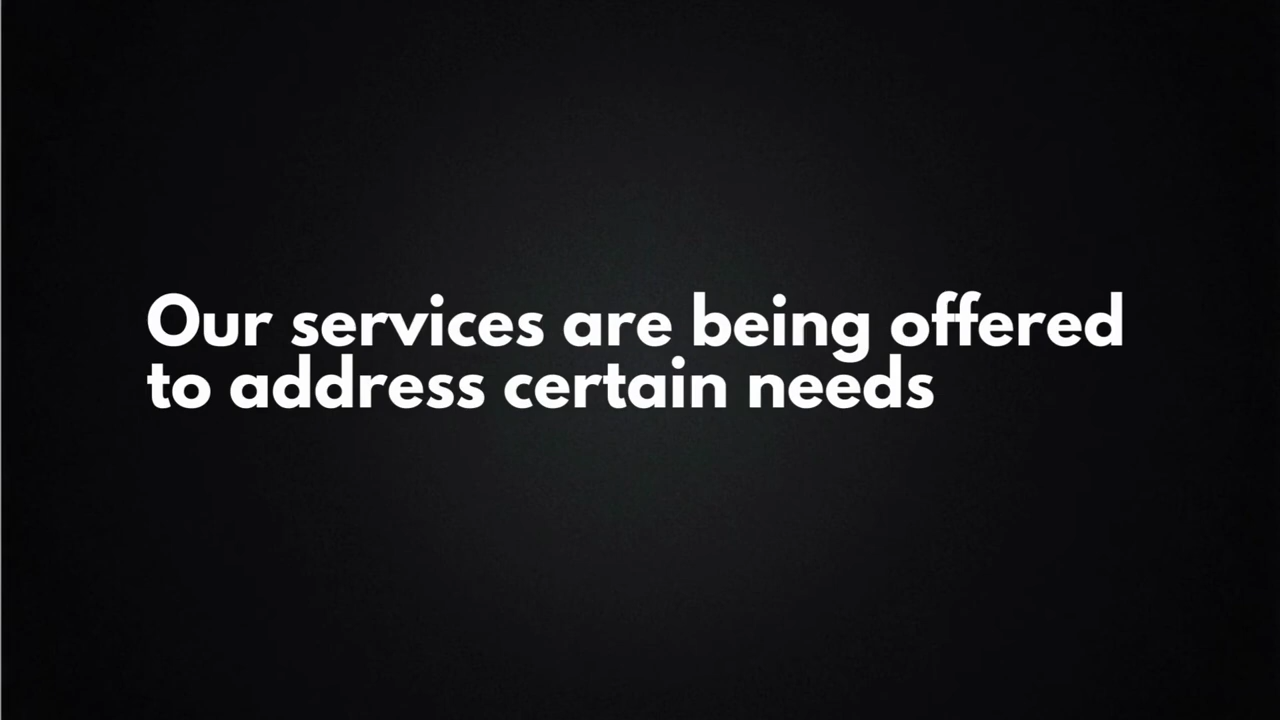 Our services are being offered
to address certain needs